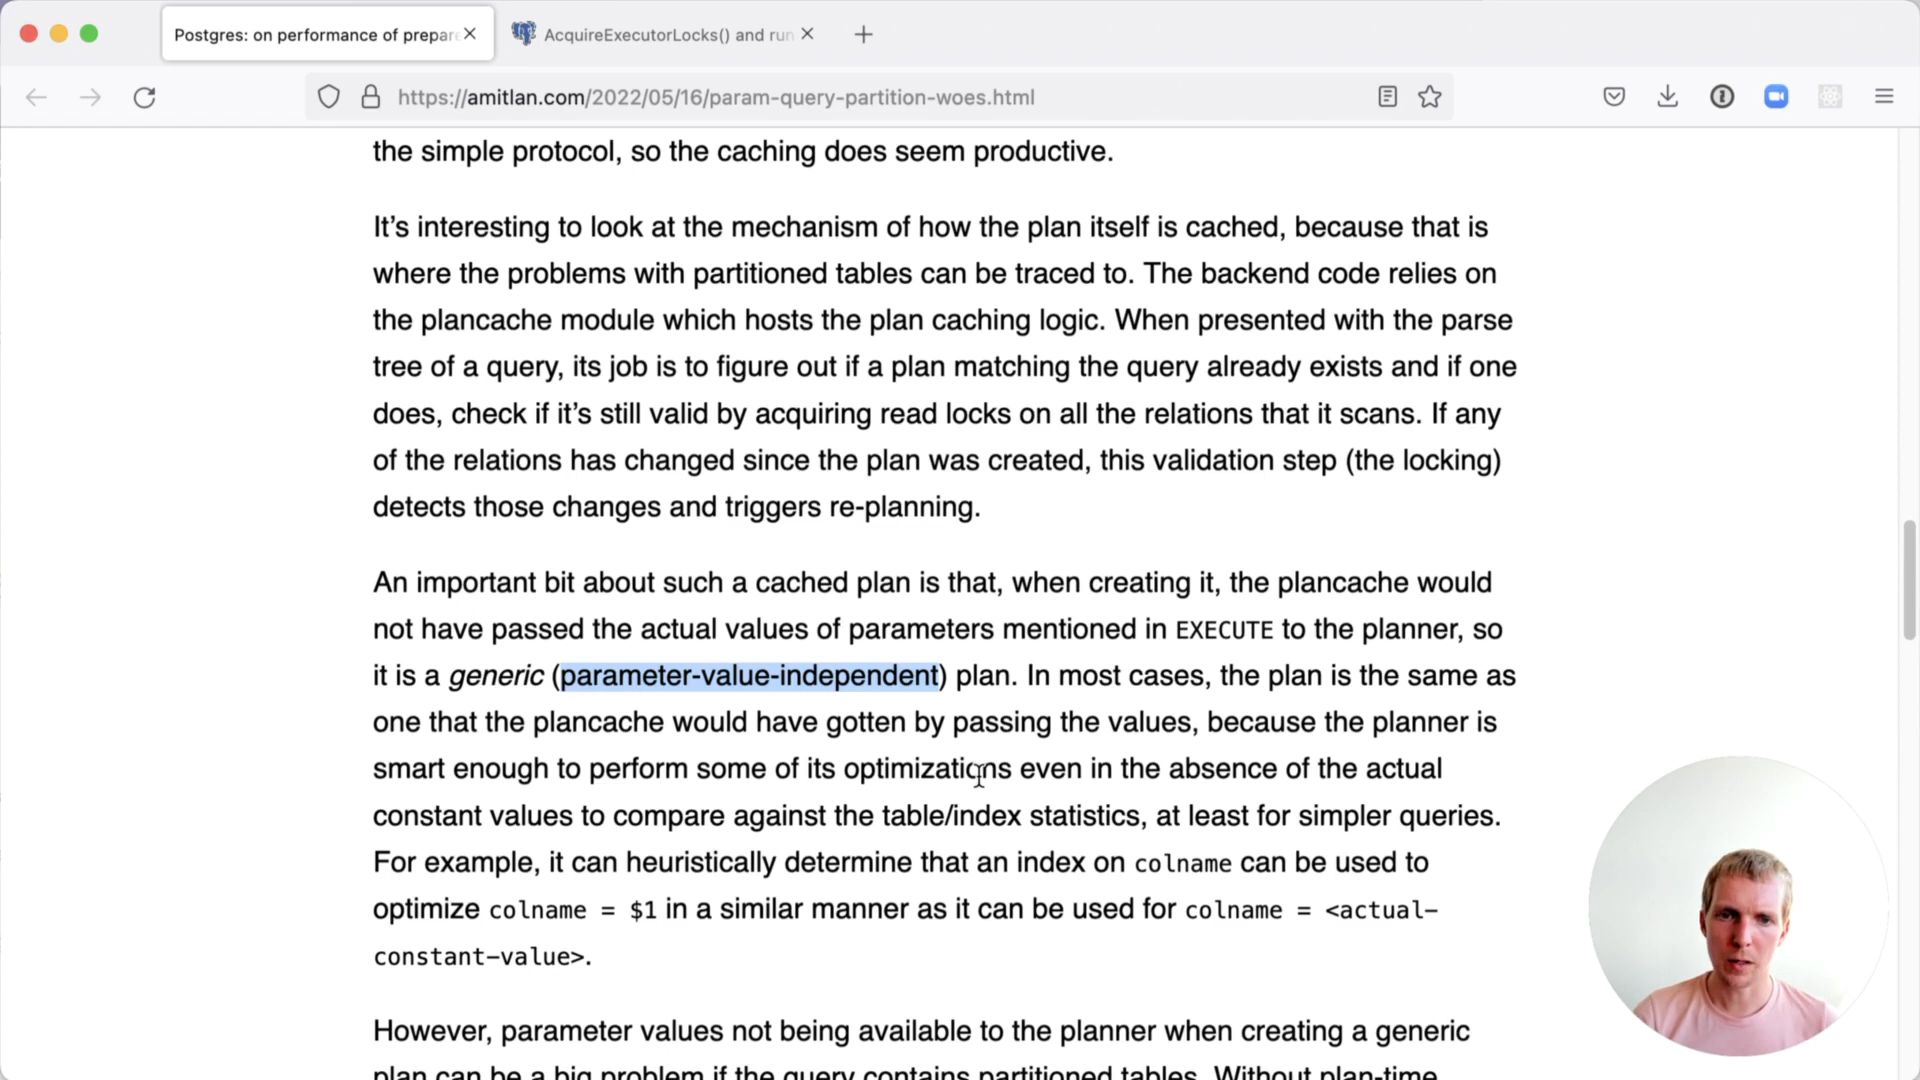 Postgres: on performance of prepar
AcquireExecutorLocks() and run
https://amitlan.com/2022/05/16/param-query-partition-woes.html
the simple protocol, so the caching does seem productive.
It’s interesting to look at the mechanism of how the plan itself is cached, because that is
where the problems with partitioned tables can be traced to. The backend code relies on
the plancache module which hosts the plan caching logic. When presented with the parse
tree of a query, its job is to figure out if a plan matching the query already exists and if one
does, check if it’s still valid by acquiring read locks on all the relations that it scans. If any
of the relations has changed since the plan was created, this validation step (the locking)
detects those changes and triggers re-planning.
An important bit about such a cached plan is that, when creating it, the plancache would
not have passed the actual values of parameters mentioned in EXECUTE to the planner, so
it is a generic (parameter-value-independent) plan. In most cases, the plan is the same as
one that the plancache would have gotten by passing the values, because the planner is
smart enough to perform some of its optimizations even in the absence of the actual
constant values to compare against the table/index statistics, at least for simpler queries.
For example, it can heuristically determine that an index on colname can be used to
optimize colname = $1 in a similar manner as it can be used for colname = <actual-
constant-value>.
However, parameter values not being available to the planner when creating a generic
plan can be a big problem if the query contains partitioned tables. Without plan-time